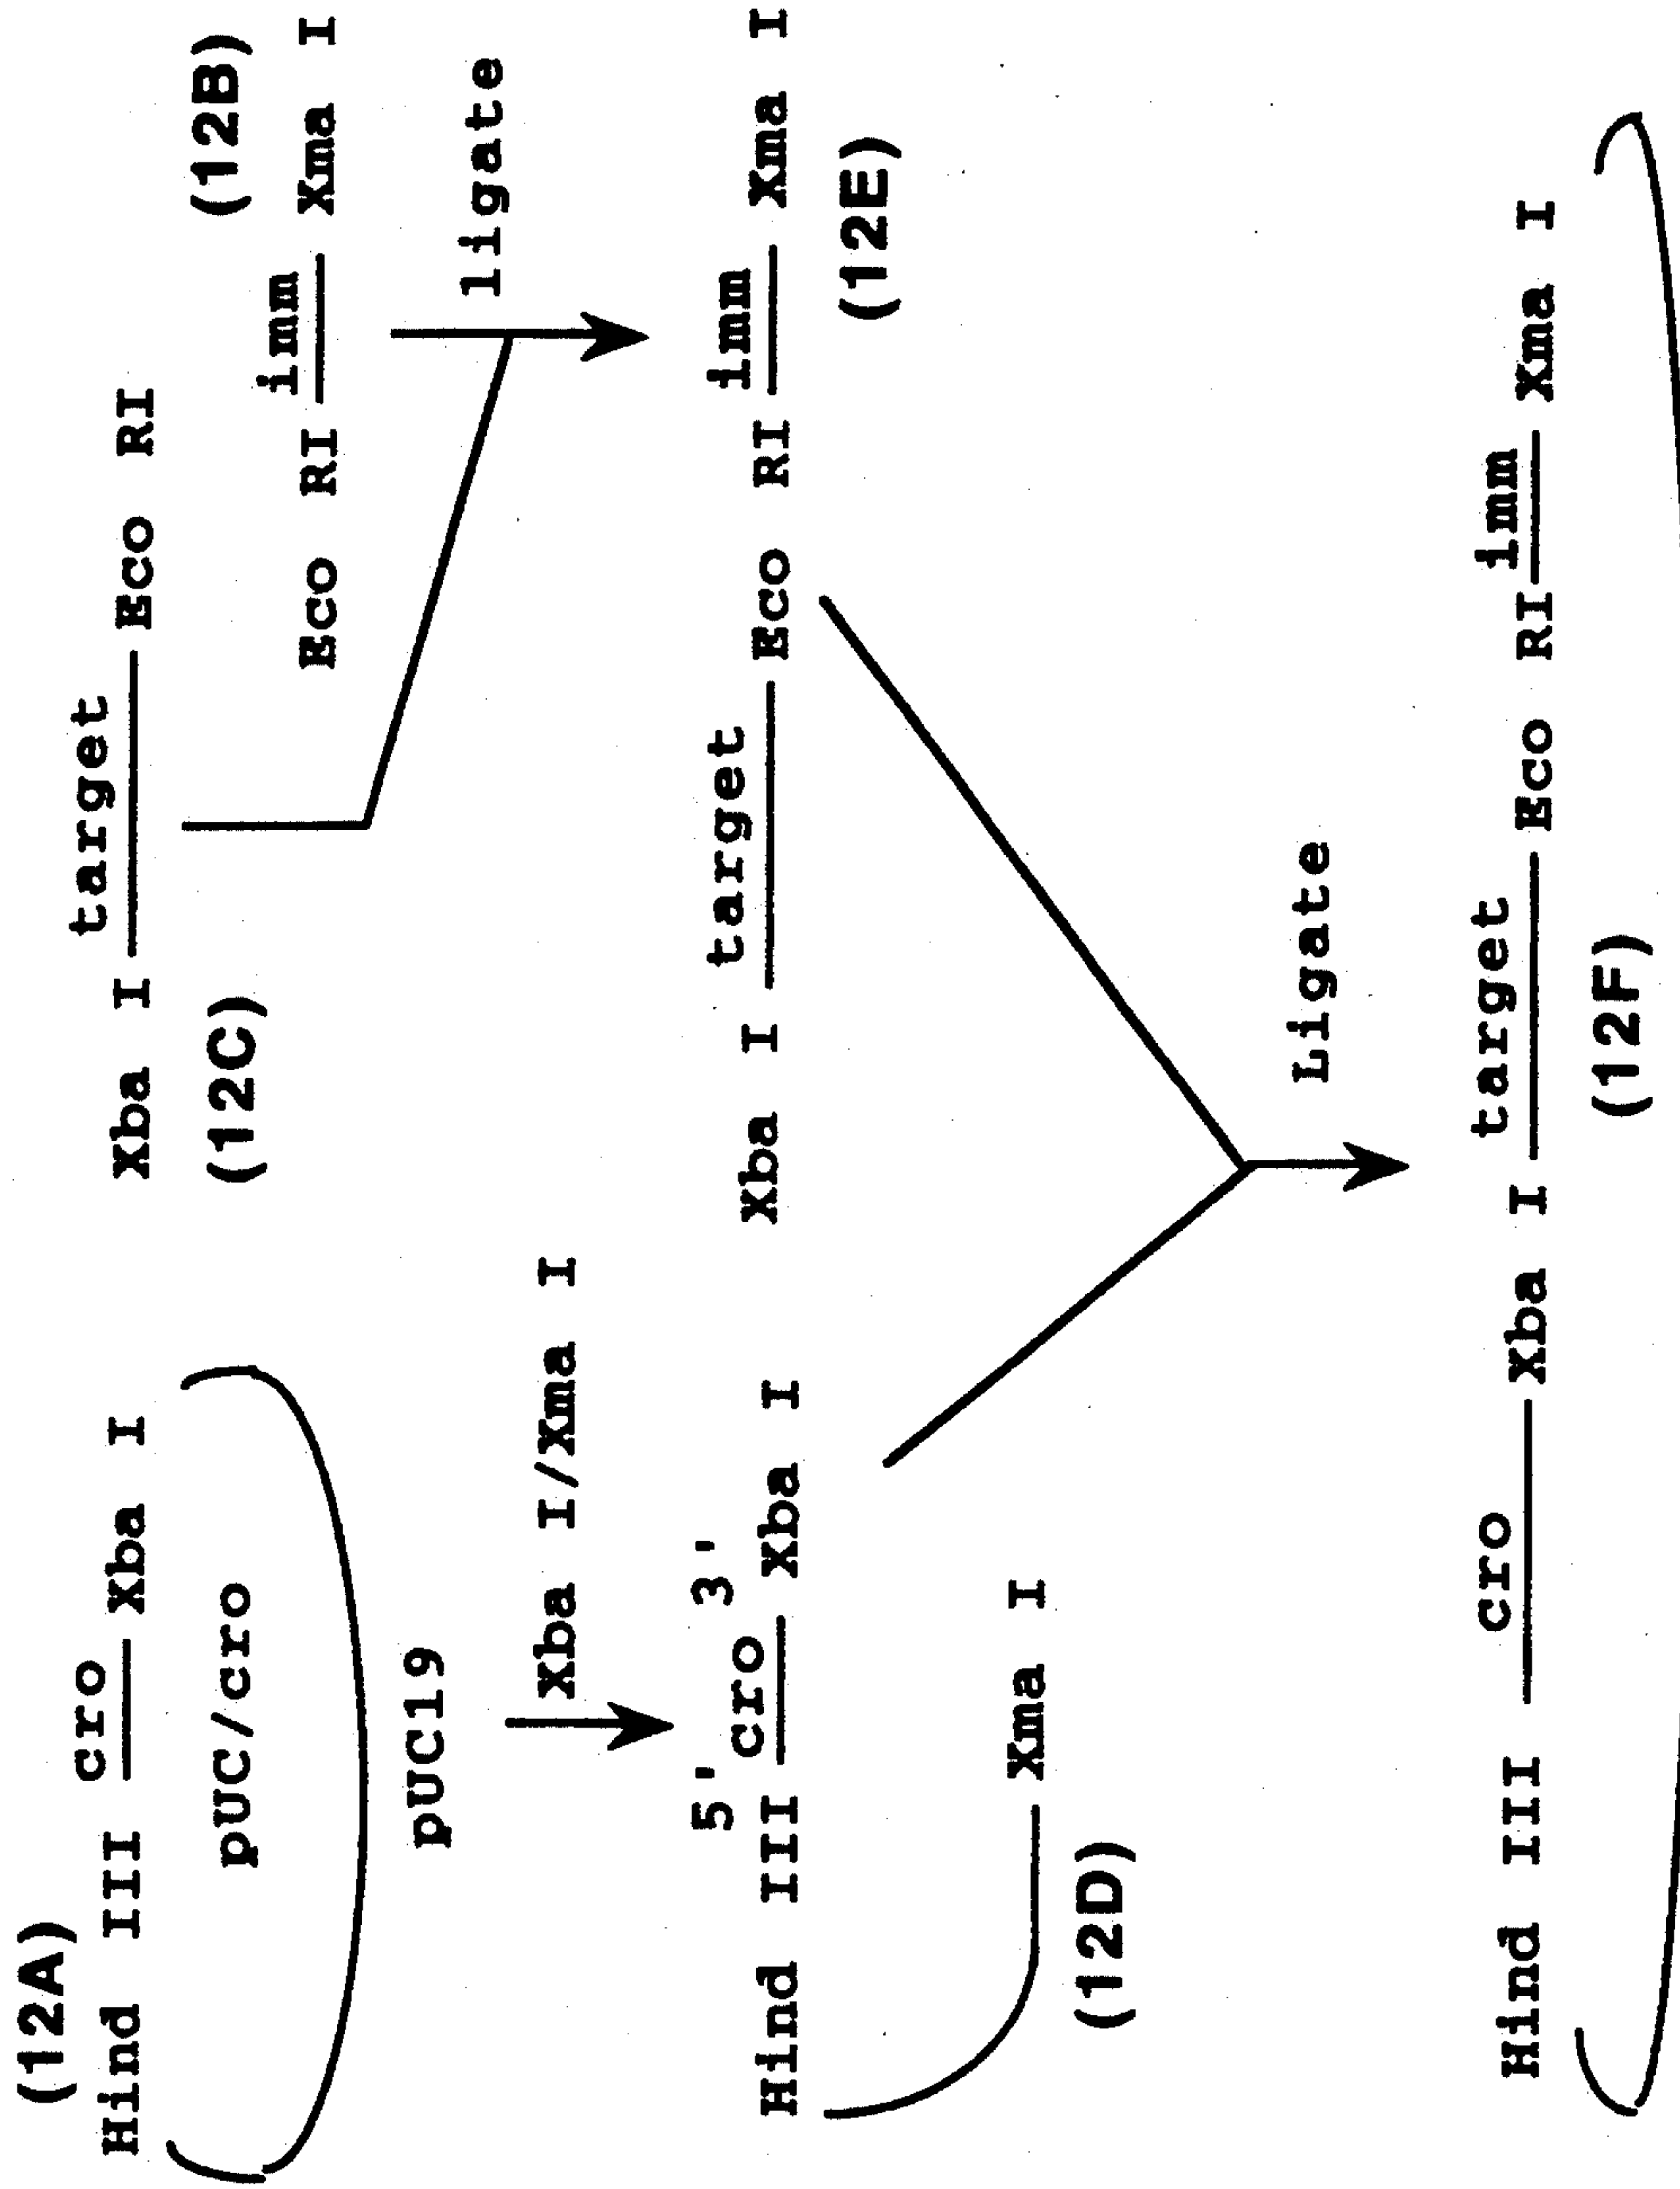 (12A)
Hind III cro Xba I
pUC/cro
pUC19
Xba I target Eco RI
(12C)
(12B)
Eco RI imm Xma I
ligate
Xba I/Xma I
5' 3'
Hind III cro Xba I
Xma I
(12D)
Xba I target Eco RI imm Xma I
(12E)
Ligate
Hind III cro Xba I target Eco RI imm Xma I
(12F)